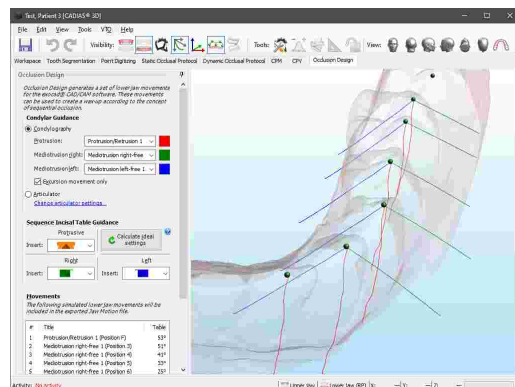 Test, Patient 3 [CADIAS® 3D]
File Edit View Tools VTO Help
Visibility: Tools: View:
Workspace Tooth Segmentation Point Digitizing Static Occlusal Protocol Dynamic Occlusal Protocol CPM CPV Occlusion Design
Occlusion Design
Occlusion Design generates a set of lower jaw movements
for the exocad® CAD/CAM software. These movements
can be used to create a wax-up according to the concept
of sequential occlusion.
Condylar Guidance
Condylography
Protrusion: Protrusion/Retrusion 1
Mediotrusion right: Mediotrusion right-free
Mediotrusion left: Mediotrusion left-free 1
Excursion movement only
Articulator
Change articulator settings...
Sequence Incisal Table Guidance
Protrusive
Insert:
Calculate ideal
settings
Right Left
Insert: Insert:
Movements
The following simulated lower jaw movements will be
included in the exported Jaw Motion file.
# Title Table
1 Protrusion/Retrusion 1 (Position F) 53°
2 Mediotrusion right-free 1 (Position 3) 51°
3 Mediotrusion right-free 1 (Position 4) 41°
4 Mediotrusion right-free 1 (Position 5) 33°
5 Mediotrusion right-free 1 (Position 6) 25°
Activity: No activity
Upper jaw Lower jaw (RP) X: — Y: — Z: —